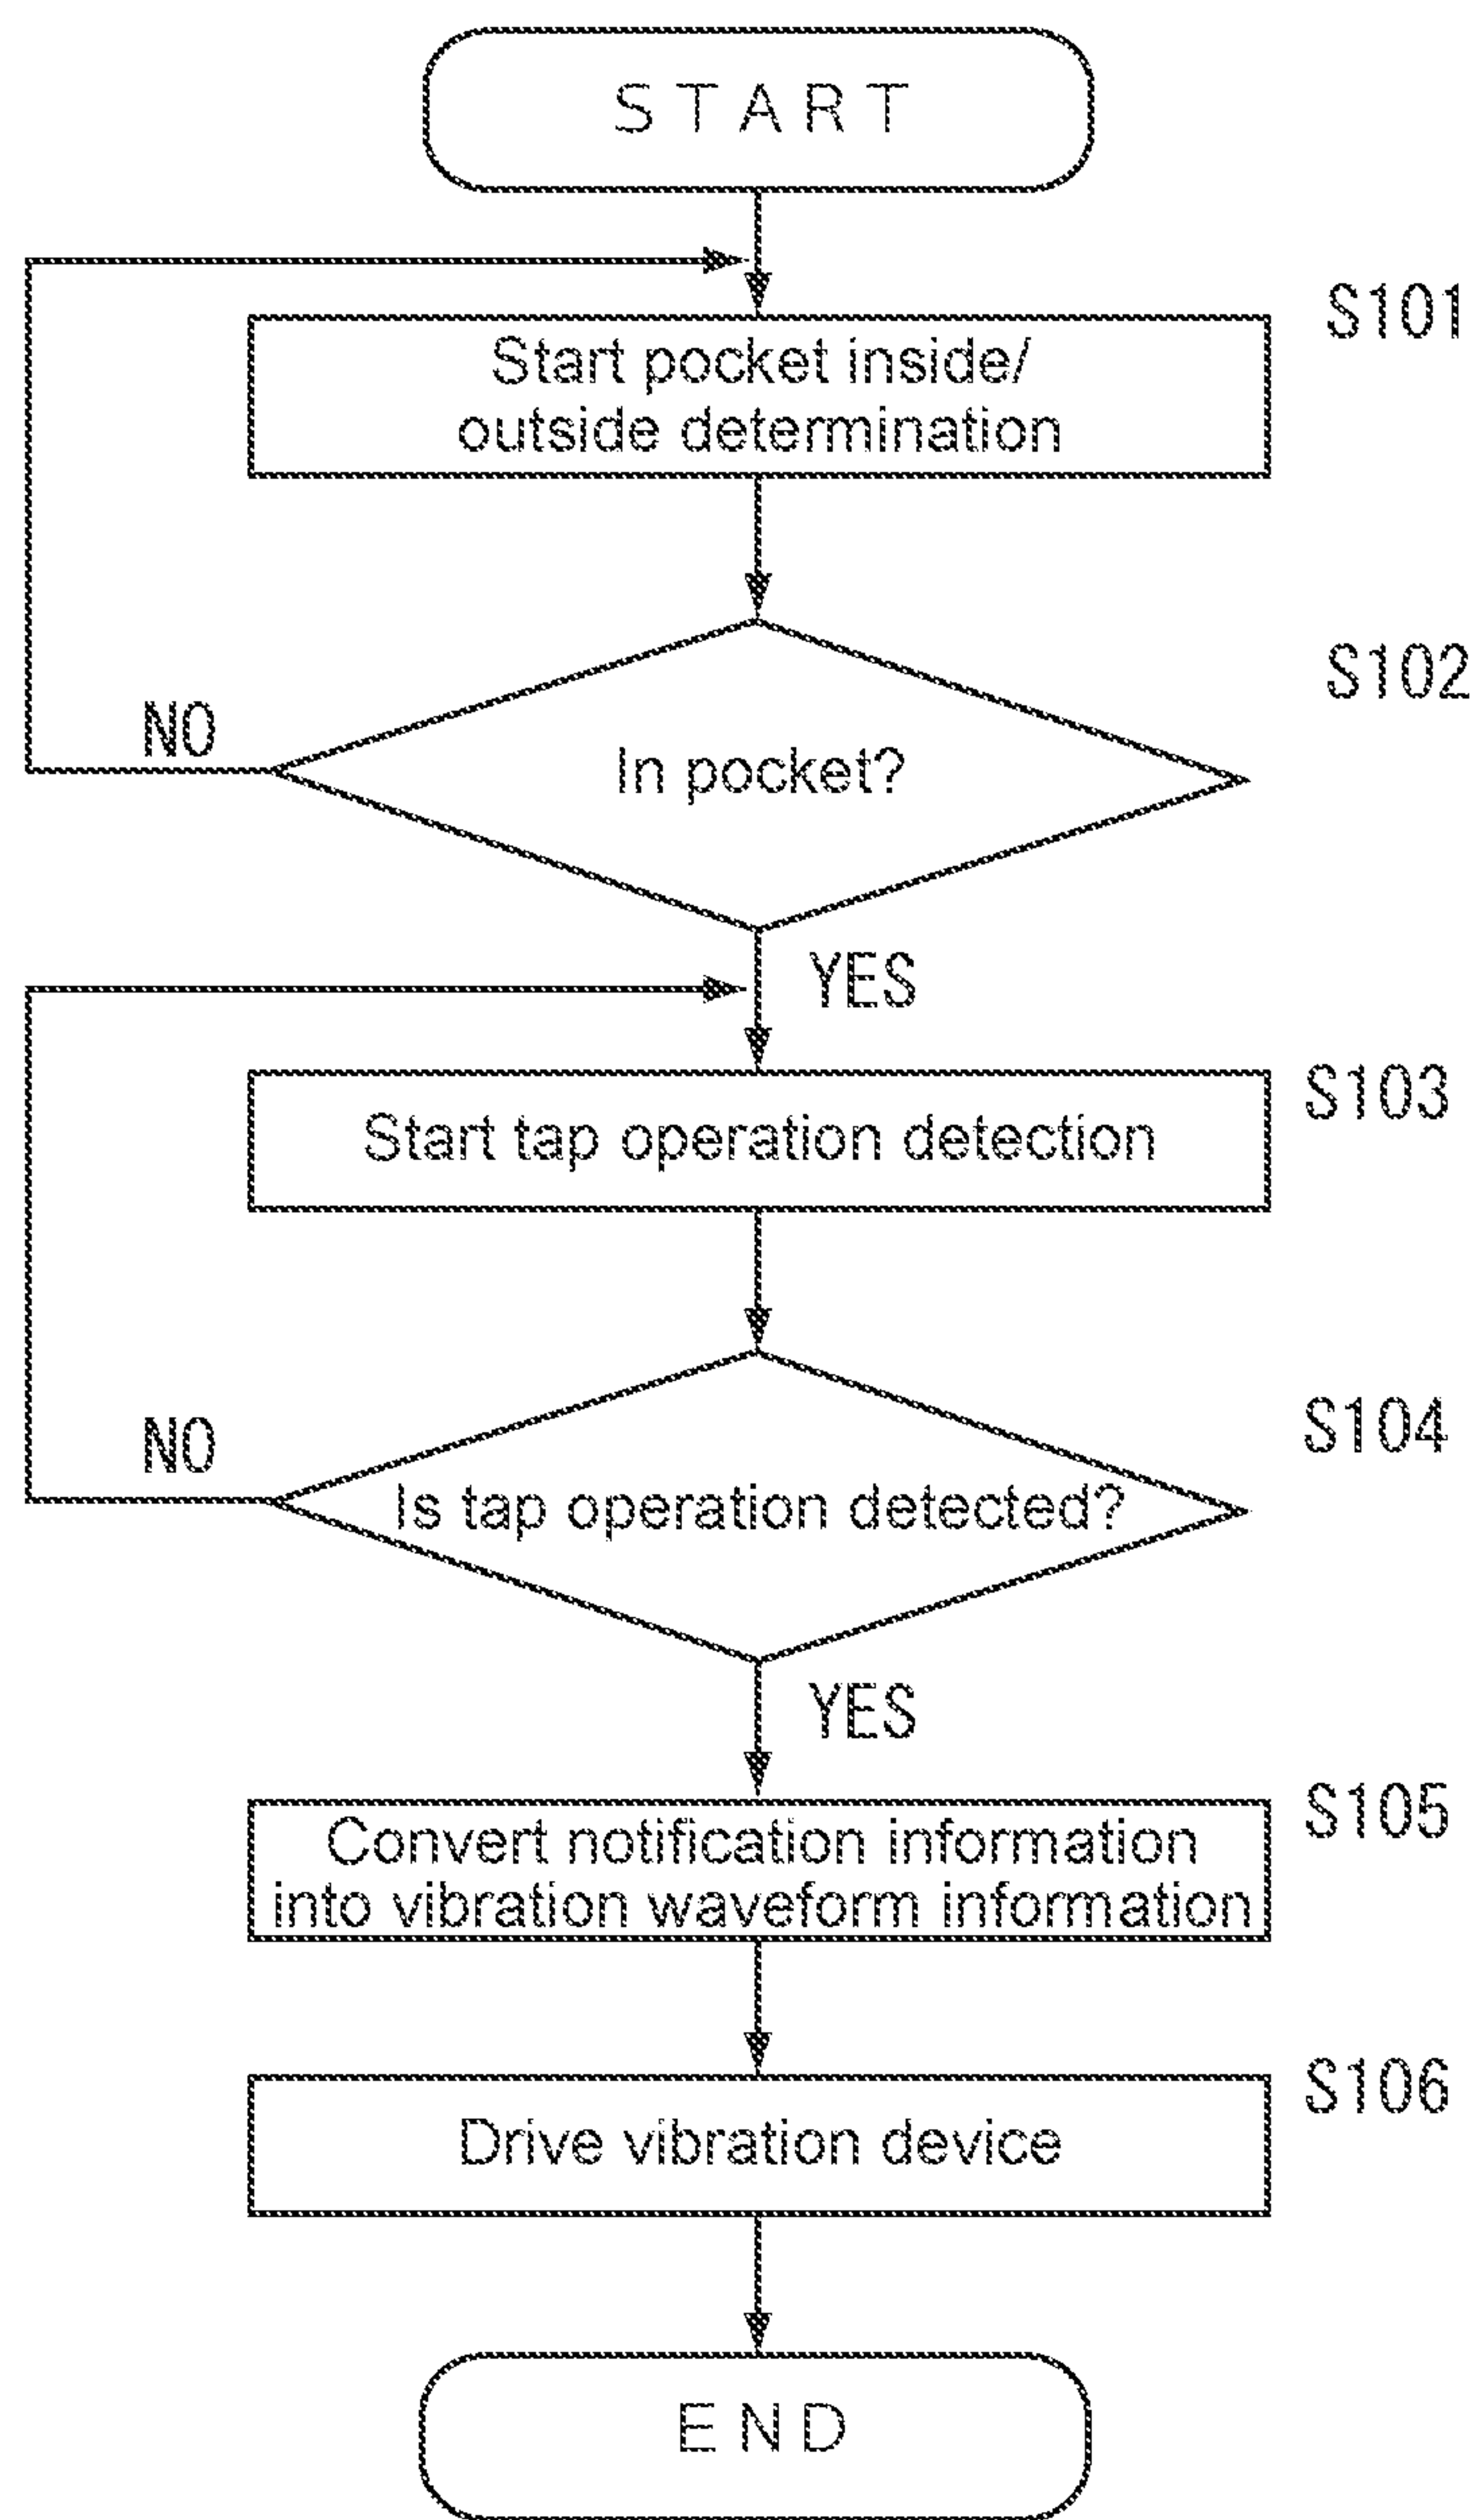 START
S101
Start pocket inside/
outside determination
S102
NO
In pocket?
YES
S103
Start tap operation detection
S104
NO
Is tap operation detected?
YES
S105
Convert notification information
into vibration waveform information
S106
Drive vibration device
END